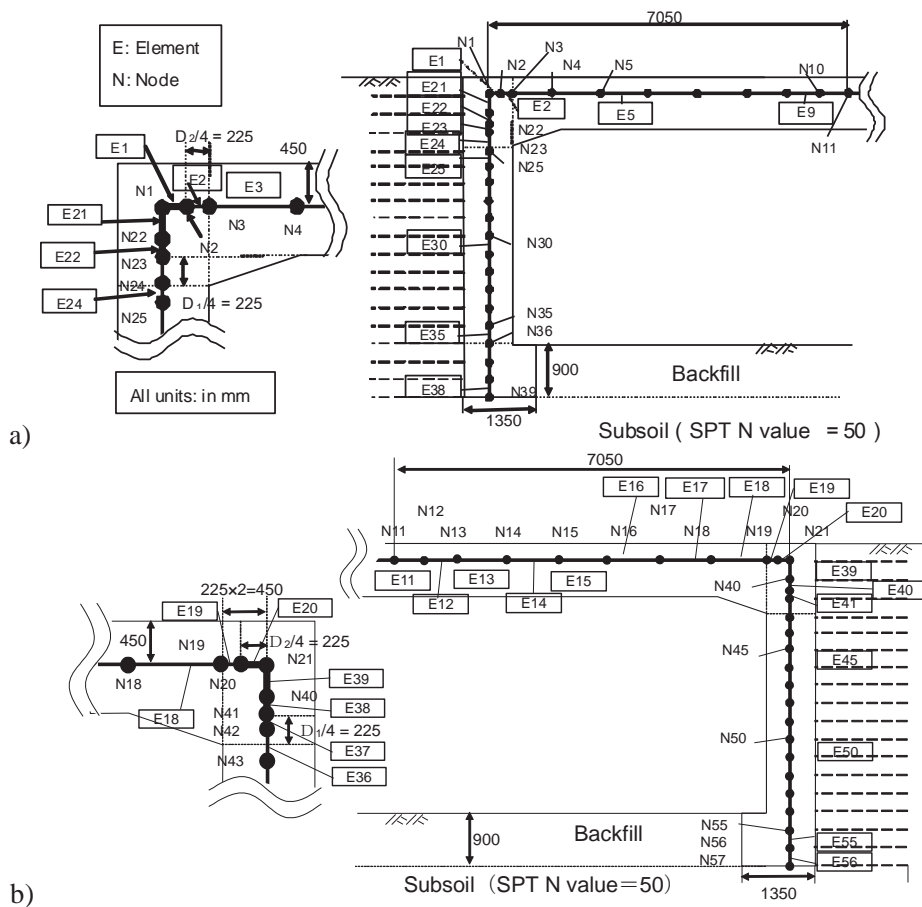 E: Element
N: Node
7050
N1
N3
N2
N4
N5
N10
E1
E21
E22
E23
E24
E25
E2
E5
E9
N22
N23
N25
N11
E30
N30
N35
E35
N36
900
Backfill
E38
N39
1350
Subsoil ( SPT N value = 50 )
D2/4 = 225
450
E1
E2
E3
N1
E21
N22
N2
N3
N4
E22
N23
N24
D1/4 = 225
E24
N25
All units: in mm
a)
7050
E16
E17
E18
E19
N12
N17
N20
E20
N11
N13
N14
N15
N16
N18
N19
N21
E11
E13
E15
E12
E14
N40
E39
E40
E41
N45
E45
N50
E50
N55
N56
N57
E55
E56
900
Backfill
1350
Subsoil (SPT N value=50)
225×2=450
E19
E20
450
N19
D2/4 = 225
N21
N18
N20
E39
E18
N40
N41
E38
N42
D1/4 = 225
E37
N43
E36
b)